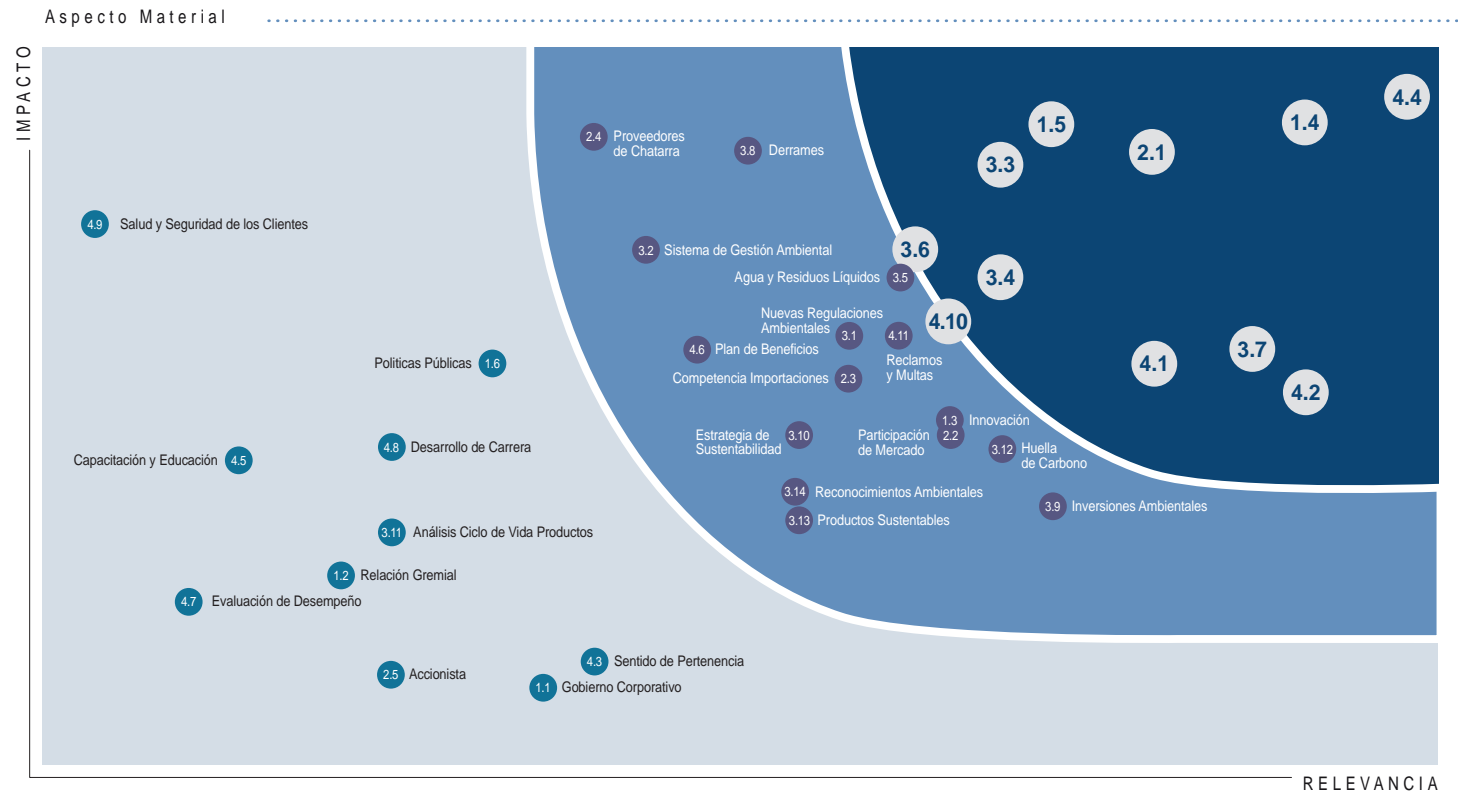 Aspecto Material
IMPACTO
4.4
1.5
1.4
2.4 Proveedores
de Chatarra
3.8 Derrames
2.1
3.3
4.9 Salud y Seguridad de los Clientes
3.2 Sistema de Gestión Ambiental
3.6
Agua y Residuos Líquidos 3.5
3.4
Nuevas Regulaciones
Ambientales 3.1
4.11
Reclamos
y Multas
4.10
4.6 Plan de Beneficios
3.7
Politicas Públicas 1.6
4.1
Competencia Importaciones 2.3
4.2
1.3 Innovación
Estrategia de
Sustentabilidad 3.10
Participación
de Mercado 2.2
3.12 Huella
de Carbono
4.8 Desarrollo de Carrera
Capacitación y Educación 4.5
3.14 Reconocimientos Ambientales
3.9 Inversiones Ambientales
3.13 Productos Sustentables
3.11 Análisis Ciclo de Vida Productos
1.2 Relación Gremial
4.7 Evaluación de Desempeño
4.3 Sentido de Pertenencia
2.5 Accionista
1.1 Gobierno Corporativo
RELEVANCIA